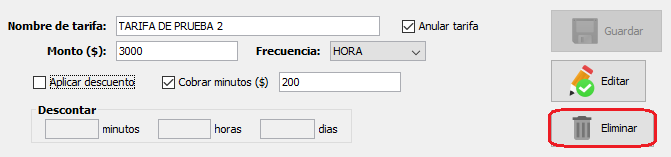 Nombre de tarifa: TARIFA DE PRUEBA 2 Anular tarifa Guardar
Monto ($): 3000 Frecuencia: HORA
Editar
Aplicar descuento Cobrar minutos ($) 200
Descontar
minutos horas dias Eliminar